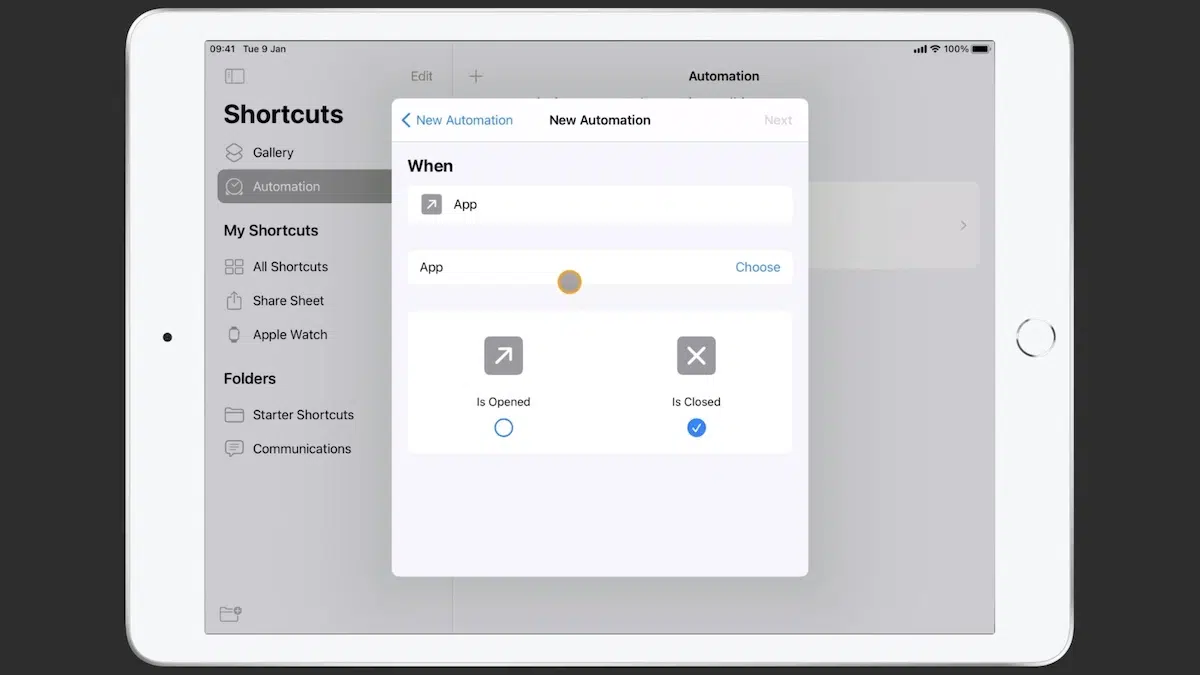 09:41 Tue 9 Jan
100%
Edit
Automation
Shortcuts
Gallery
Automation
My Shortcuts
All Shortcuts
Share Sheet
Apple Watch
Folders
Starter Shortcuts
Communications
New Automation
New Automation
Next
When
App
App
Choose
Is Opened
Is Closed